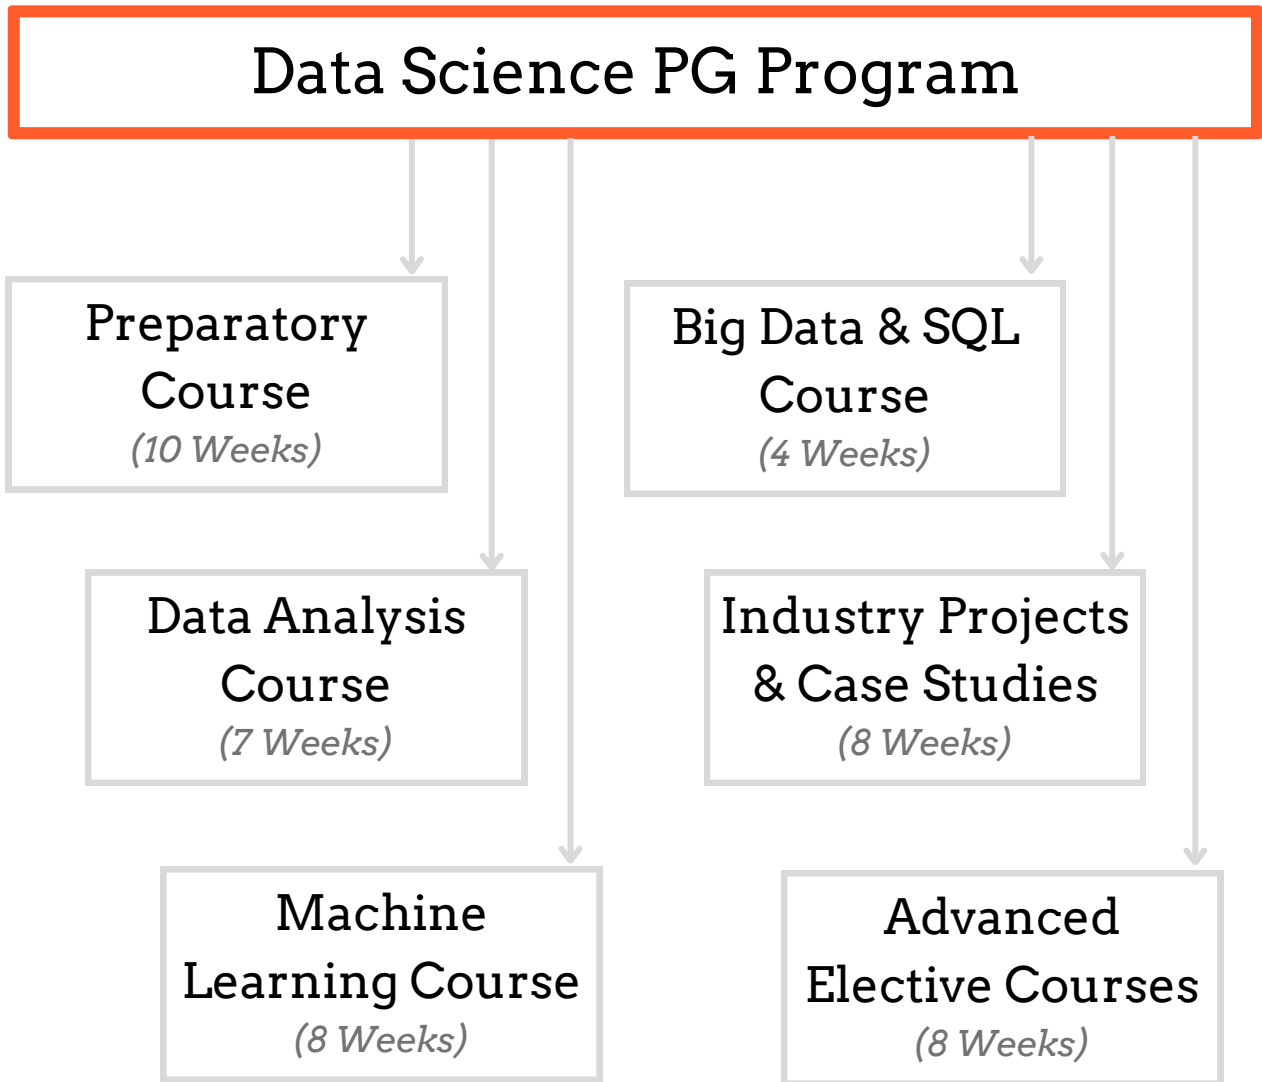 Data Science PG Program
Preparatory
Course
(10 Weeks)
Data Analysis
Course
(7 Weeks)
Machine
Learning Course
(8 Weeks)
Big Data & SQL
Course
(4 Weeks)
Industry Projects
& Case Studies
(8 Weeks)
Advanced
Elective Courses
(8 Weeks)